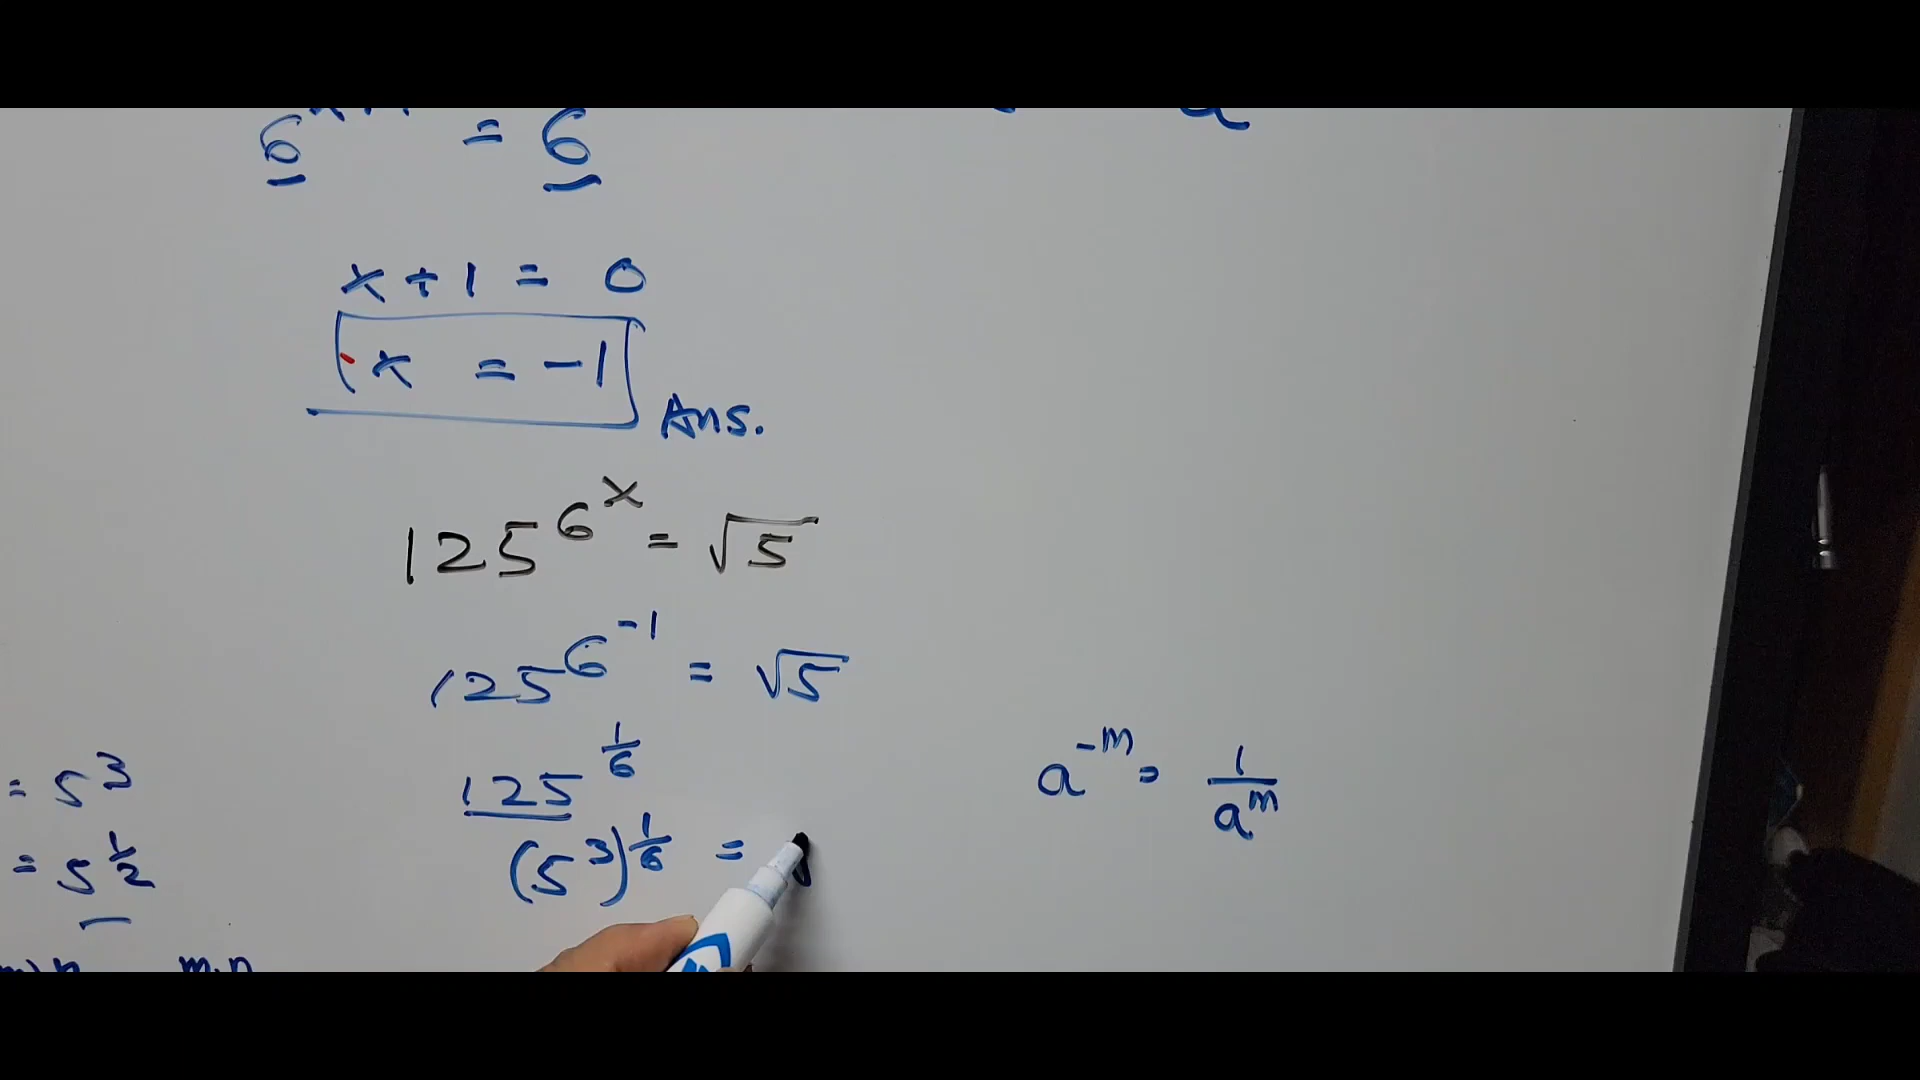 6^{x+1} = 6
x + 1 = 0
x = -1
Ans.
125^{6^x} = √5
125^{6^{-1}} = √5
125^{1/6}
(5^3)^{1/6} =
= 5^3
= 5^{1/2}
a^{-m} = 1/a^m
m·n